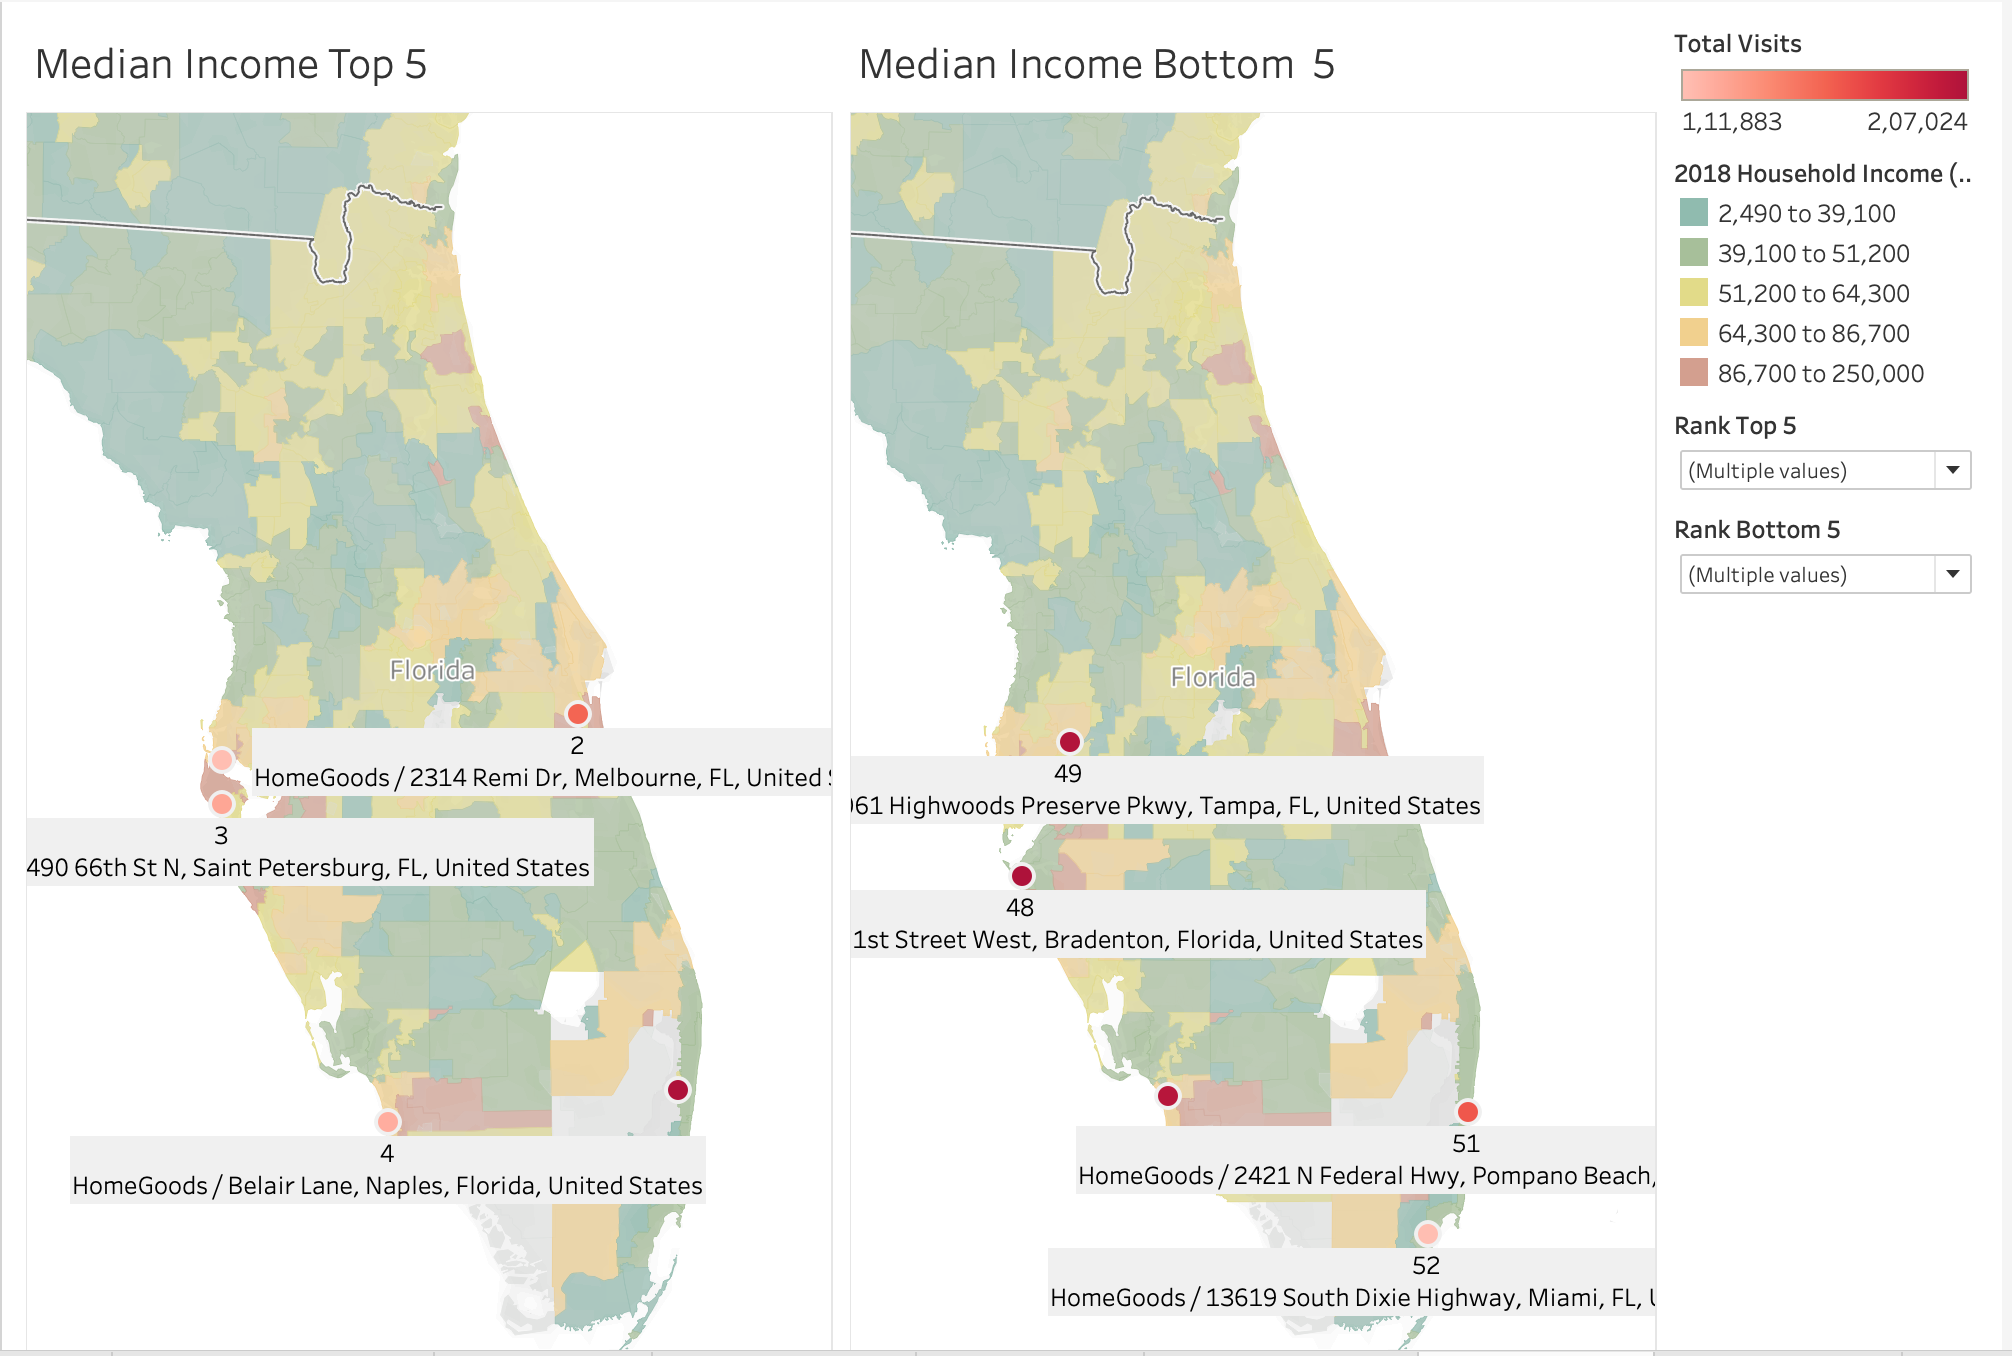 Median Income Top 5
Florida
2
HomeGoods / 2314 Remi Dr, Melbourne, FL, United
3
490 66th St N, Saint Petersburg, FL, United States
4
HomeGoods / Belair Lane, Naples, Florida, United States
Median Income Bottom 5
Florida
49
061 Highwoods Preserve Pkwy, Tampa, FL, United States
48
1st Street West, Bradenton, Florida, United States
51
HomeGoods / 2421 N Federal Hwy, Pompano Beach,
52
HomeGoods / 13619 South Dixie Highway, Miami, FL,
Total Visits
1,11,883 2,07,024
2018 Household Income (..
2,490 to 39,100
39,100 to 51,200
51,200 to 64,300
64,300 to 86,700
86,700 to 250,000
Rank Top 5
(Multiple values)
Rank Bottom 5
(Multiple values)